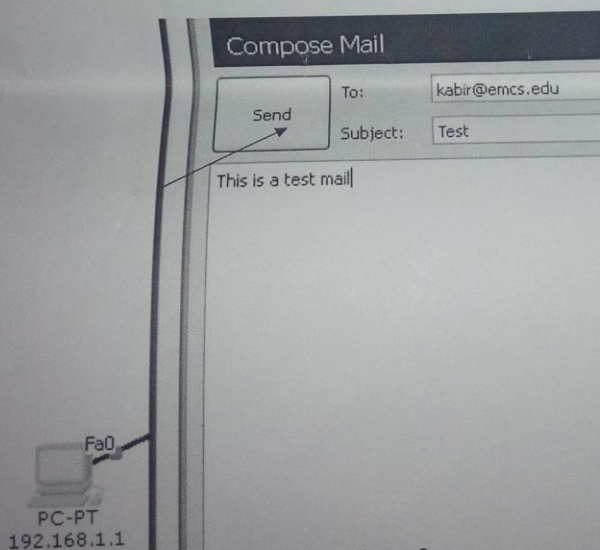 Compose Mail
Send
To:
kabir@emcs.edu
Subject:
Test
This is a test mail
Fa0
PC-PT
192.168.1.1